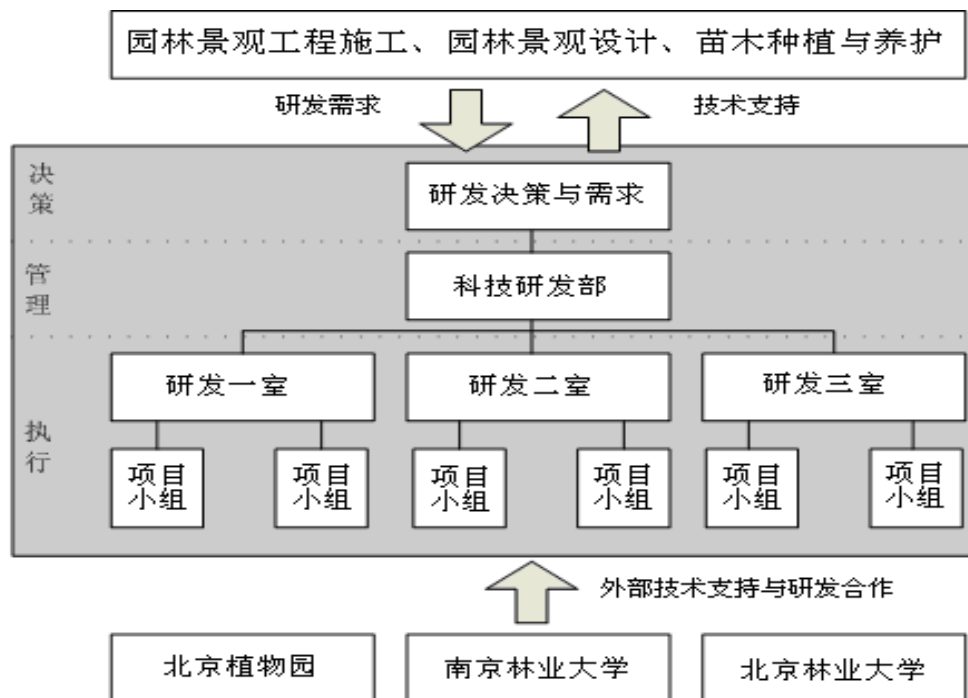 园林景观工程施工、园林景观设计、苗木种植与养护
研发需求
技术支持
决
策
研发决策与需求
管
理
科技研发部
执
行
研发一室
研发二室
研发三室
项目
小组
项目
小组
项目
小组
项目
小组
项目
小组
项目
小组
外部技术支持与研发合作
北京植物园
南京林业大学
北京林业大学